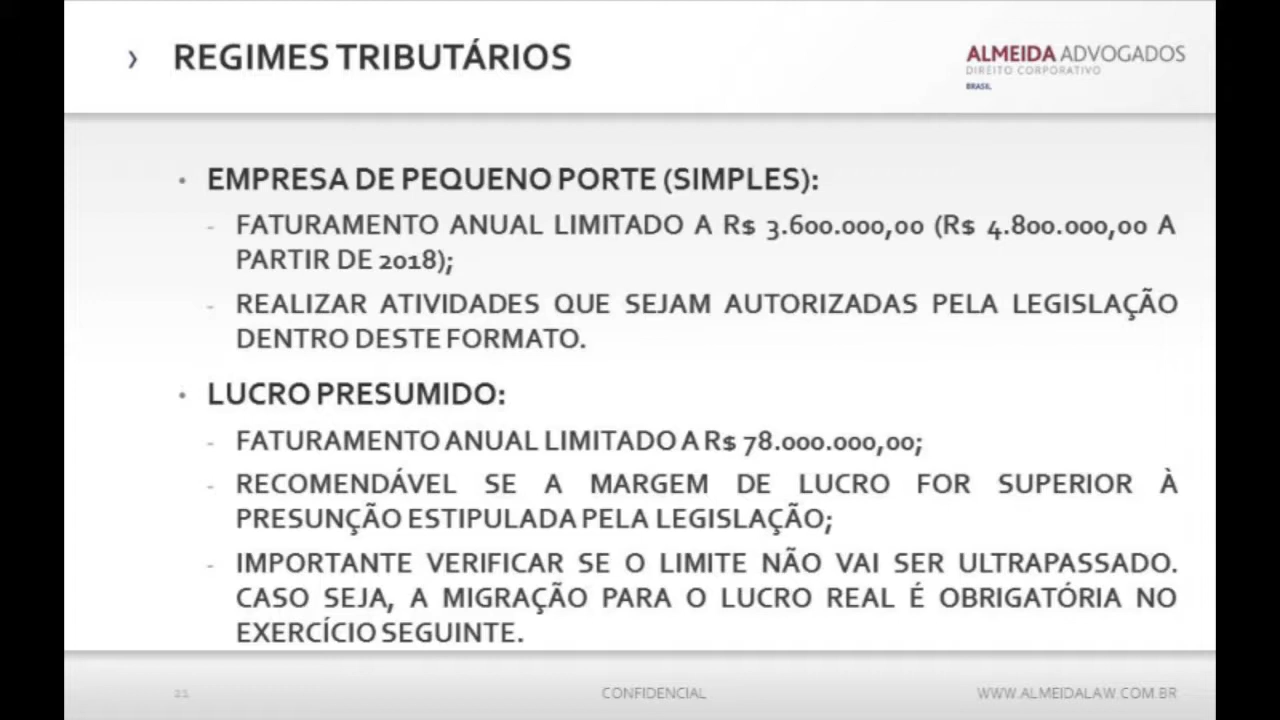 › REGIMES TRIBUTÁRIOS
ALMEIDA ADVOGADOS
DIREITO CORPORATIVO
BRASIL
• EMPRESA DE PEQUENO PORTE (SIMPLES):
- FATURAMENTO ANUAL LIMITADO A R$ 3.600.000,00 (R$ 4.800.000,00 A
PARTIR DE 2018);
- REALIZAR ATIVIDADES QUE SEJAM AUTORIZADAS PELA LEGISLAÇÃO
DENTRO DESTE FORMATO.
• LUCRO PRESUMIDO:
- FATURAMENTO ANUAL LIMITADO A R$ 78.000.000,00;
- RECOMENDÁVEL SE A MARGEM DE LUCRO FOR SUPERIOR À
PRESUNÇÃO ESTIPULADA PELA LEGISLAÇÃO;
- IMPORTANTE VERIFICAR SE O LIMITE NÃO VAI SER ULTRAPASSADO.
CASO SEJA, A MIGRAÇÃO PARA O LUCRO REAL É OBRIGATÓRIA NO
EXERCÍCIO SEGUINTE.
21
CONFIDENCIAL
WWW.ALMEIDALAW.COM.BR